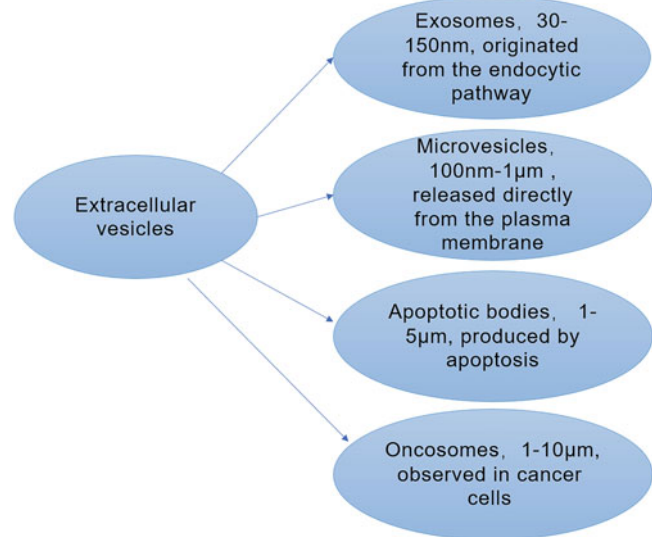 Exosomes, 30-
150nm, originated
from the endocytic
pathway
Microvesicles,
100nm-1μm ,
released directly
from the plasma
membrane
Extracellular
vesicles
Apoptotic bodies, 1-
5μm, produced by
apoptosis
Oncosomes, 1-10μm,
observed in cancer
cells